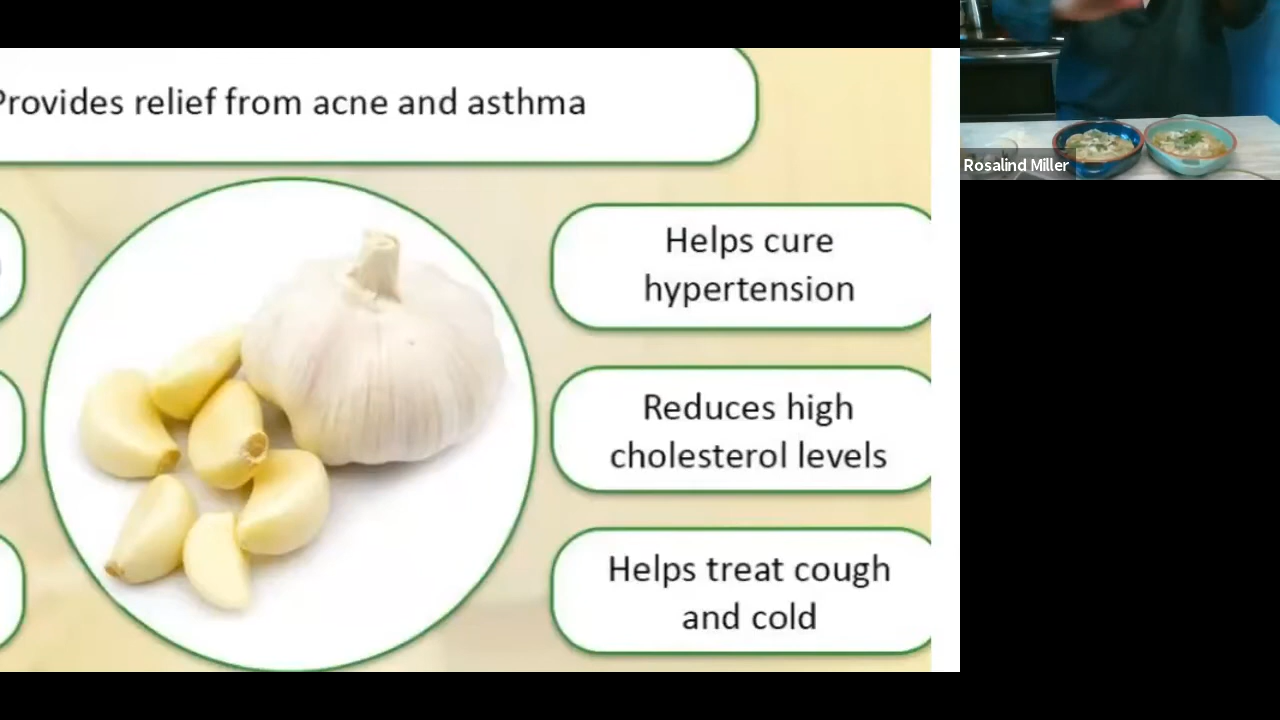 Provides relief from acne and asthma
Helps cure
hypertension
Reduces high
cholesterol levels
Helps treat cough
and cold
Rosalind Miller